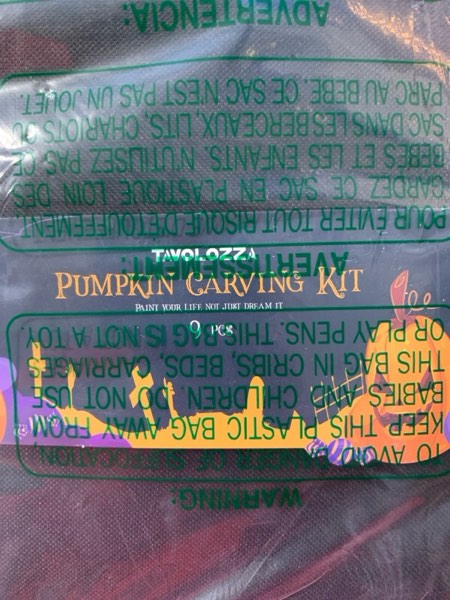 TAVOLOZZA
PUMPKIN CARVING KIT
PAINT YOUR LIFE NOT JUST DREAM IT
9 PCS
WARNING:
TO AVOID DANGER OF SUFFOCATION,
KEEP THIS PLASTIC BAG AWAY FROM
BABIES AND CHILDREN. DO NOT USE
THIS BAG IN CRIBS, BEDS, CARRIAGES
OR PLAY PENS. THIS BAG IS NOT A TOY.
AVERTISSEMENT:
POUR ÉVITER TOUT RISQUE D'ÉTOUFFEMENT,
GARDEZ CE SAC EN PLASTIQUE LOIN DES
BEBES ET LES ENFANTS. N'UTILISEZ PAS CE
SAC DANS LES BERCEAUX, LITS, CHARIOTS OU
PARC AU BEBE. CE SAC N'EST PAS UN JOUET.
ADVERTENCIA: